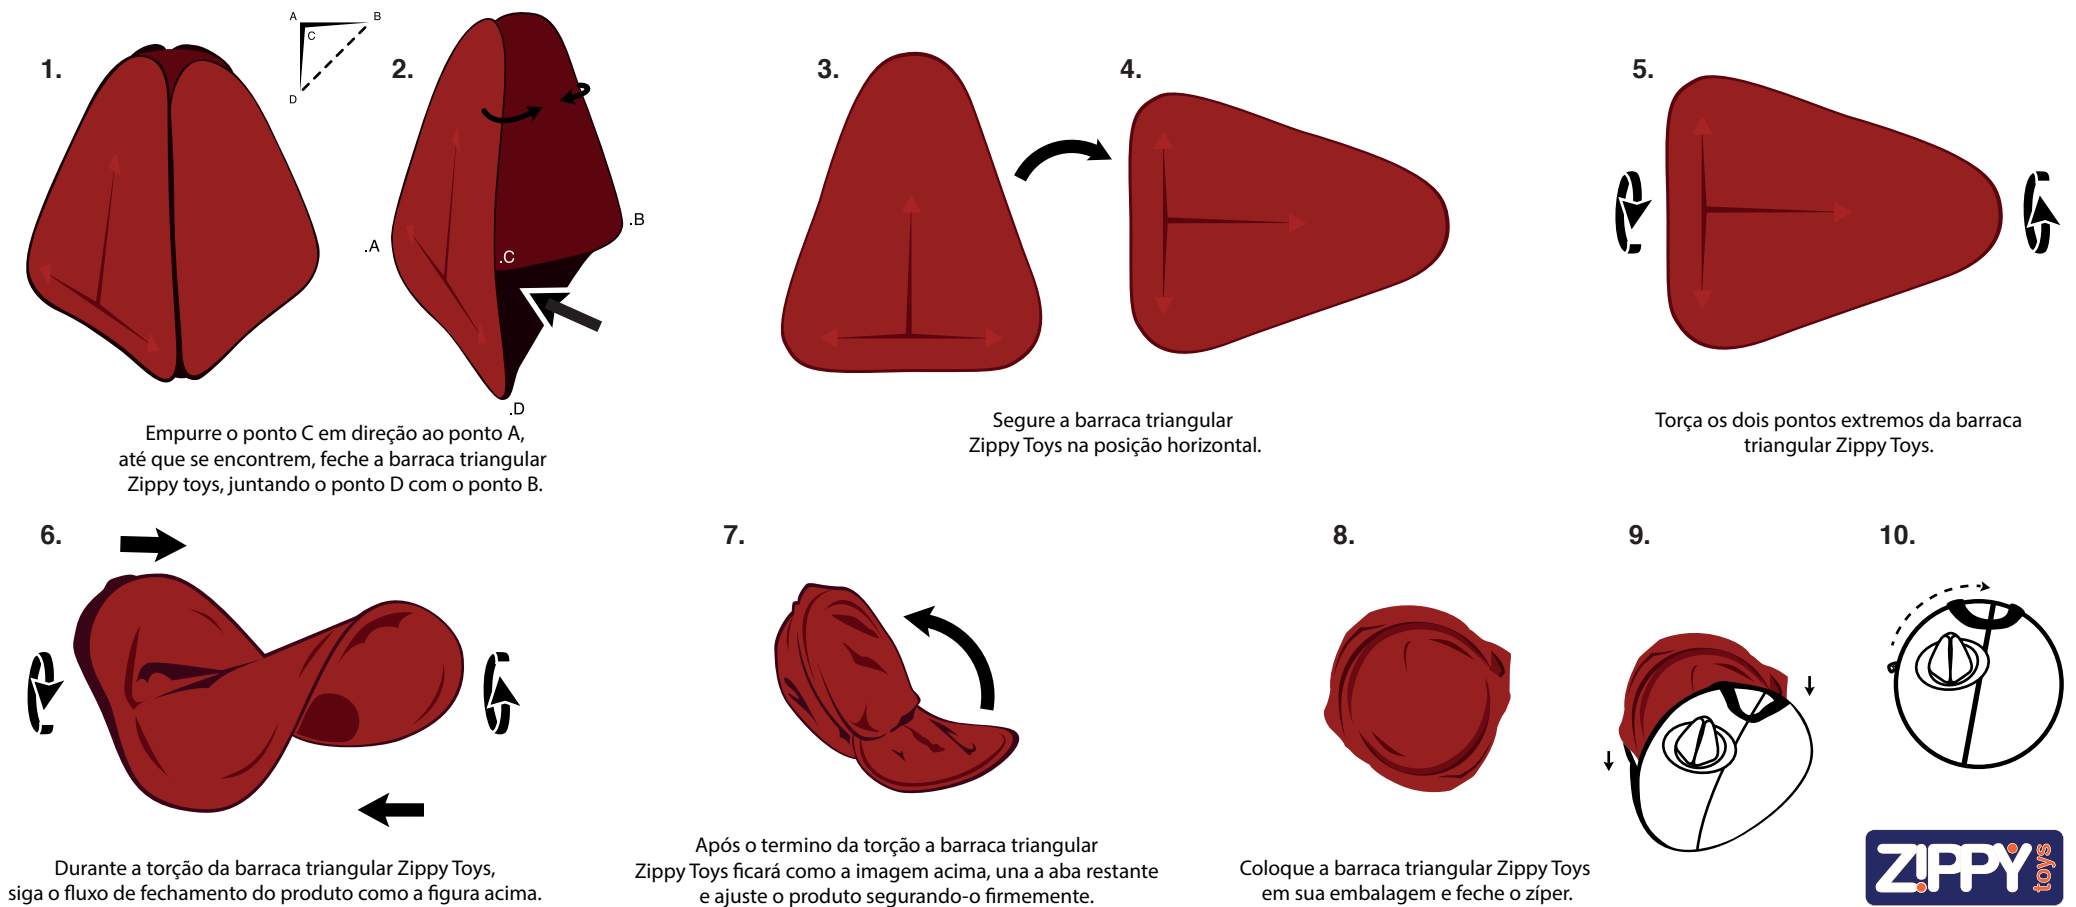 1.
A
B
C
D
2.
.A
.B
.C
.D
Empurre o ponto C em direção ao ponto A,
até que se encontrem, feche a barraca triangular
Zippy toys, juntando o ponto D com o ponto B.
3.
4.
Segure a barraca triangular
Zippy Toys na posição horizontal.
5.
Torça os dois pontos extremos da barraca
triangular Zippy Toys.
6.
Durante a torção da barraca triangular Zippy Toys,
siga o fluxo de fechamento do produto como a figura acima.
7.
Após o termino da torção a barraca triangular
Zippy Toys ficará como a imagem acima, una a aba restante
e ajuste o produto segurando-o firmemente.
8.
9.
10.
Coloque a barraca triangular Zippy Toys
em sua embalagem e feche o zíper.
ZIPPY toys